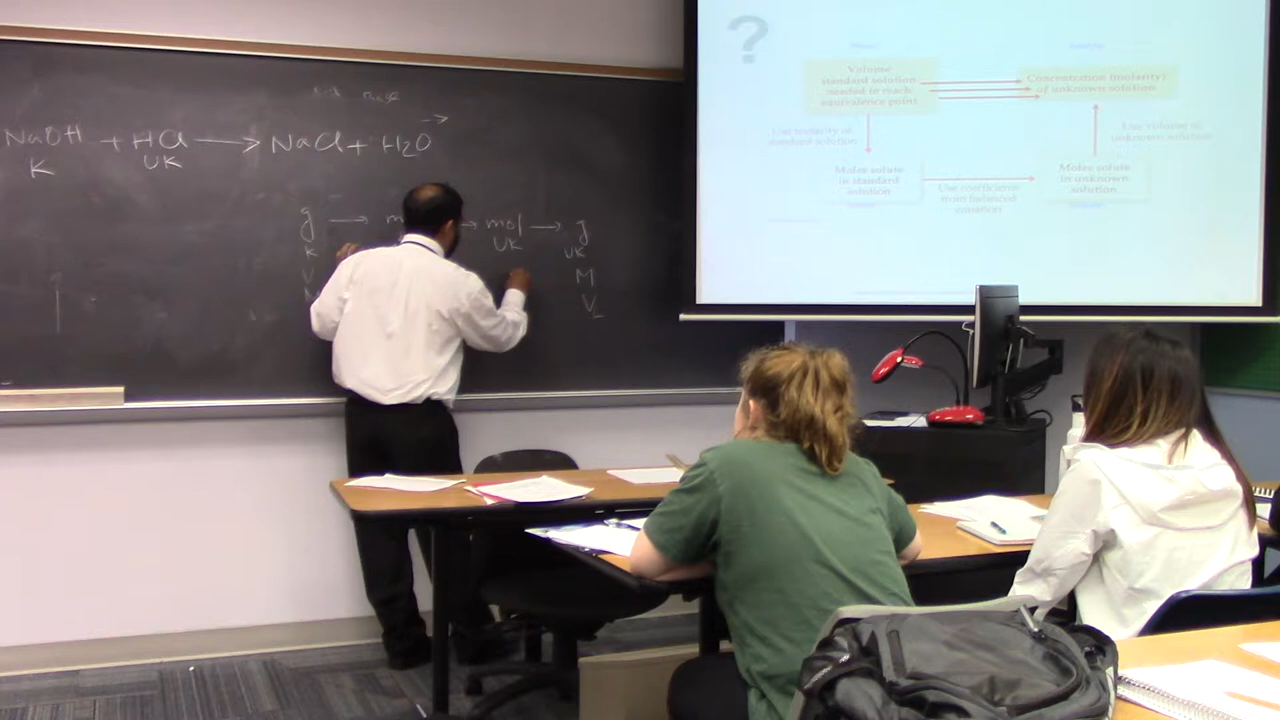 NaOH + HCl ⟶ NaCl + H2O →
K UK
g → m → mol → g
K UK UK
V M
V
?
Volume
standard solution
needed to reach
equivalence point
Concentration (molarity)
of unknown solution
Use molarity of
standard solution
Use volume of
unknown solution
Moles solute
in standard
solution
Use coefficients
from balanced
equation
Moles solute
in unknown
solution